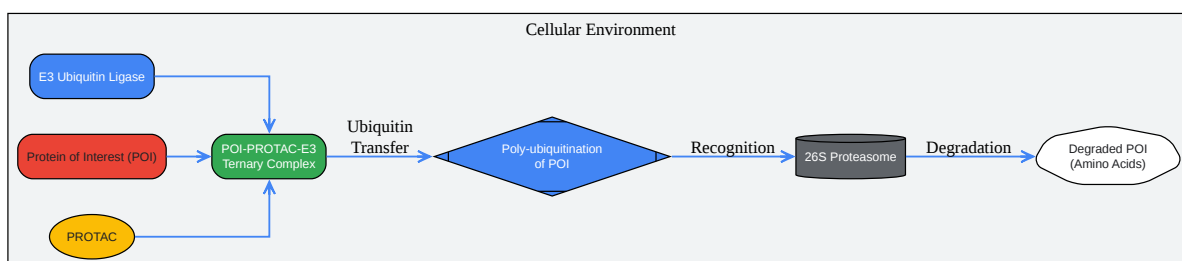 Cellular Environment
E3 Ubiquitin Ligase
Protein of Interest (POI)
PROTAC
POI-PROTAC-E3
Ternary Complex
Ubiquitin
Transfer
Poly-ubiquitination
of POI
Recognition
26S Proteasome
Degradation
Degraded POI
(Amino Acids)